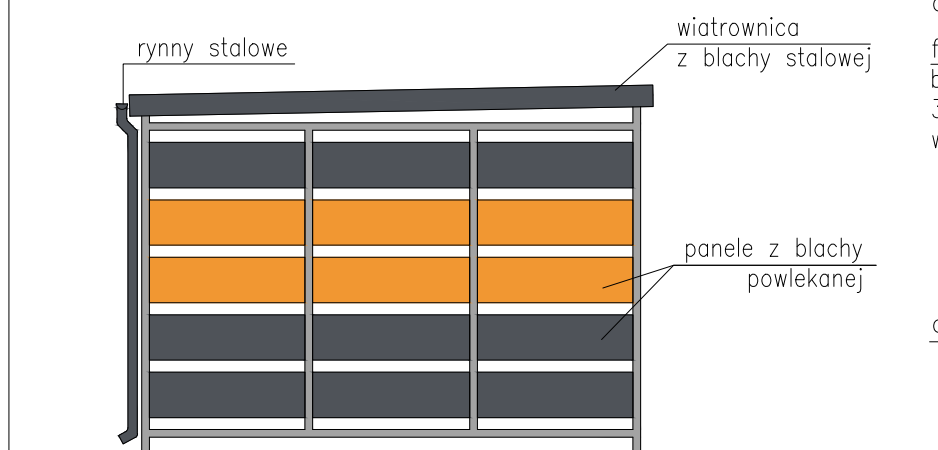 rynny stalowe
wiatrownica
z blachy stalowej
panele z blachy
powlekanej